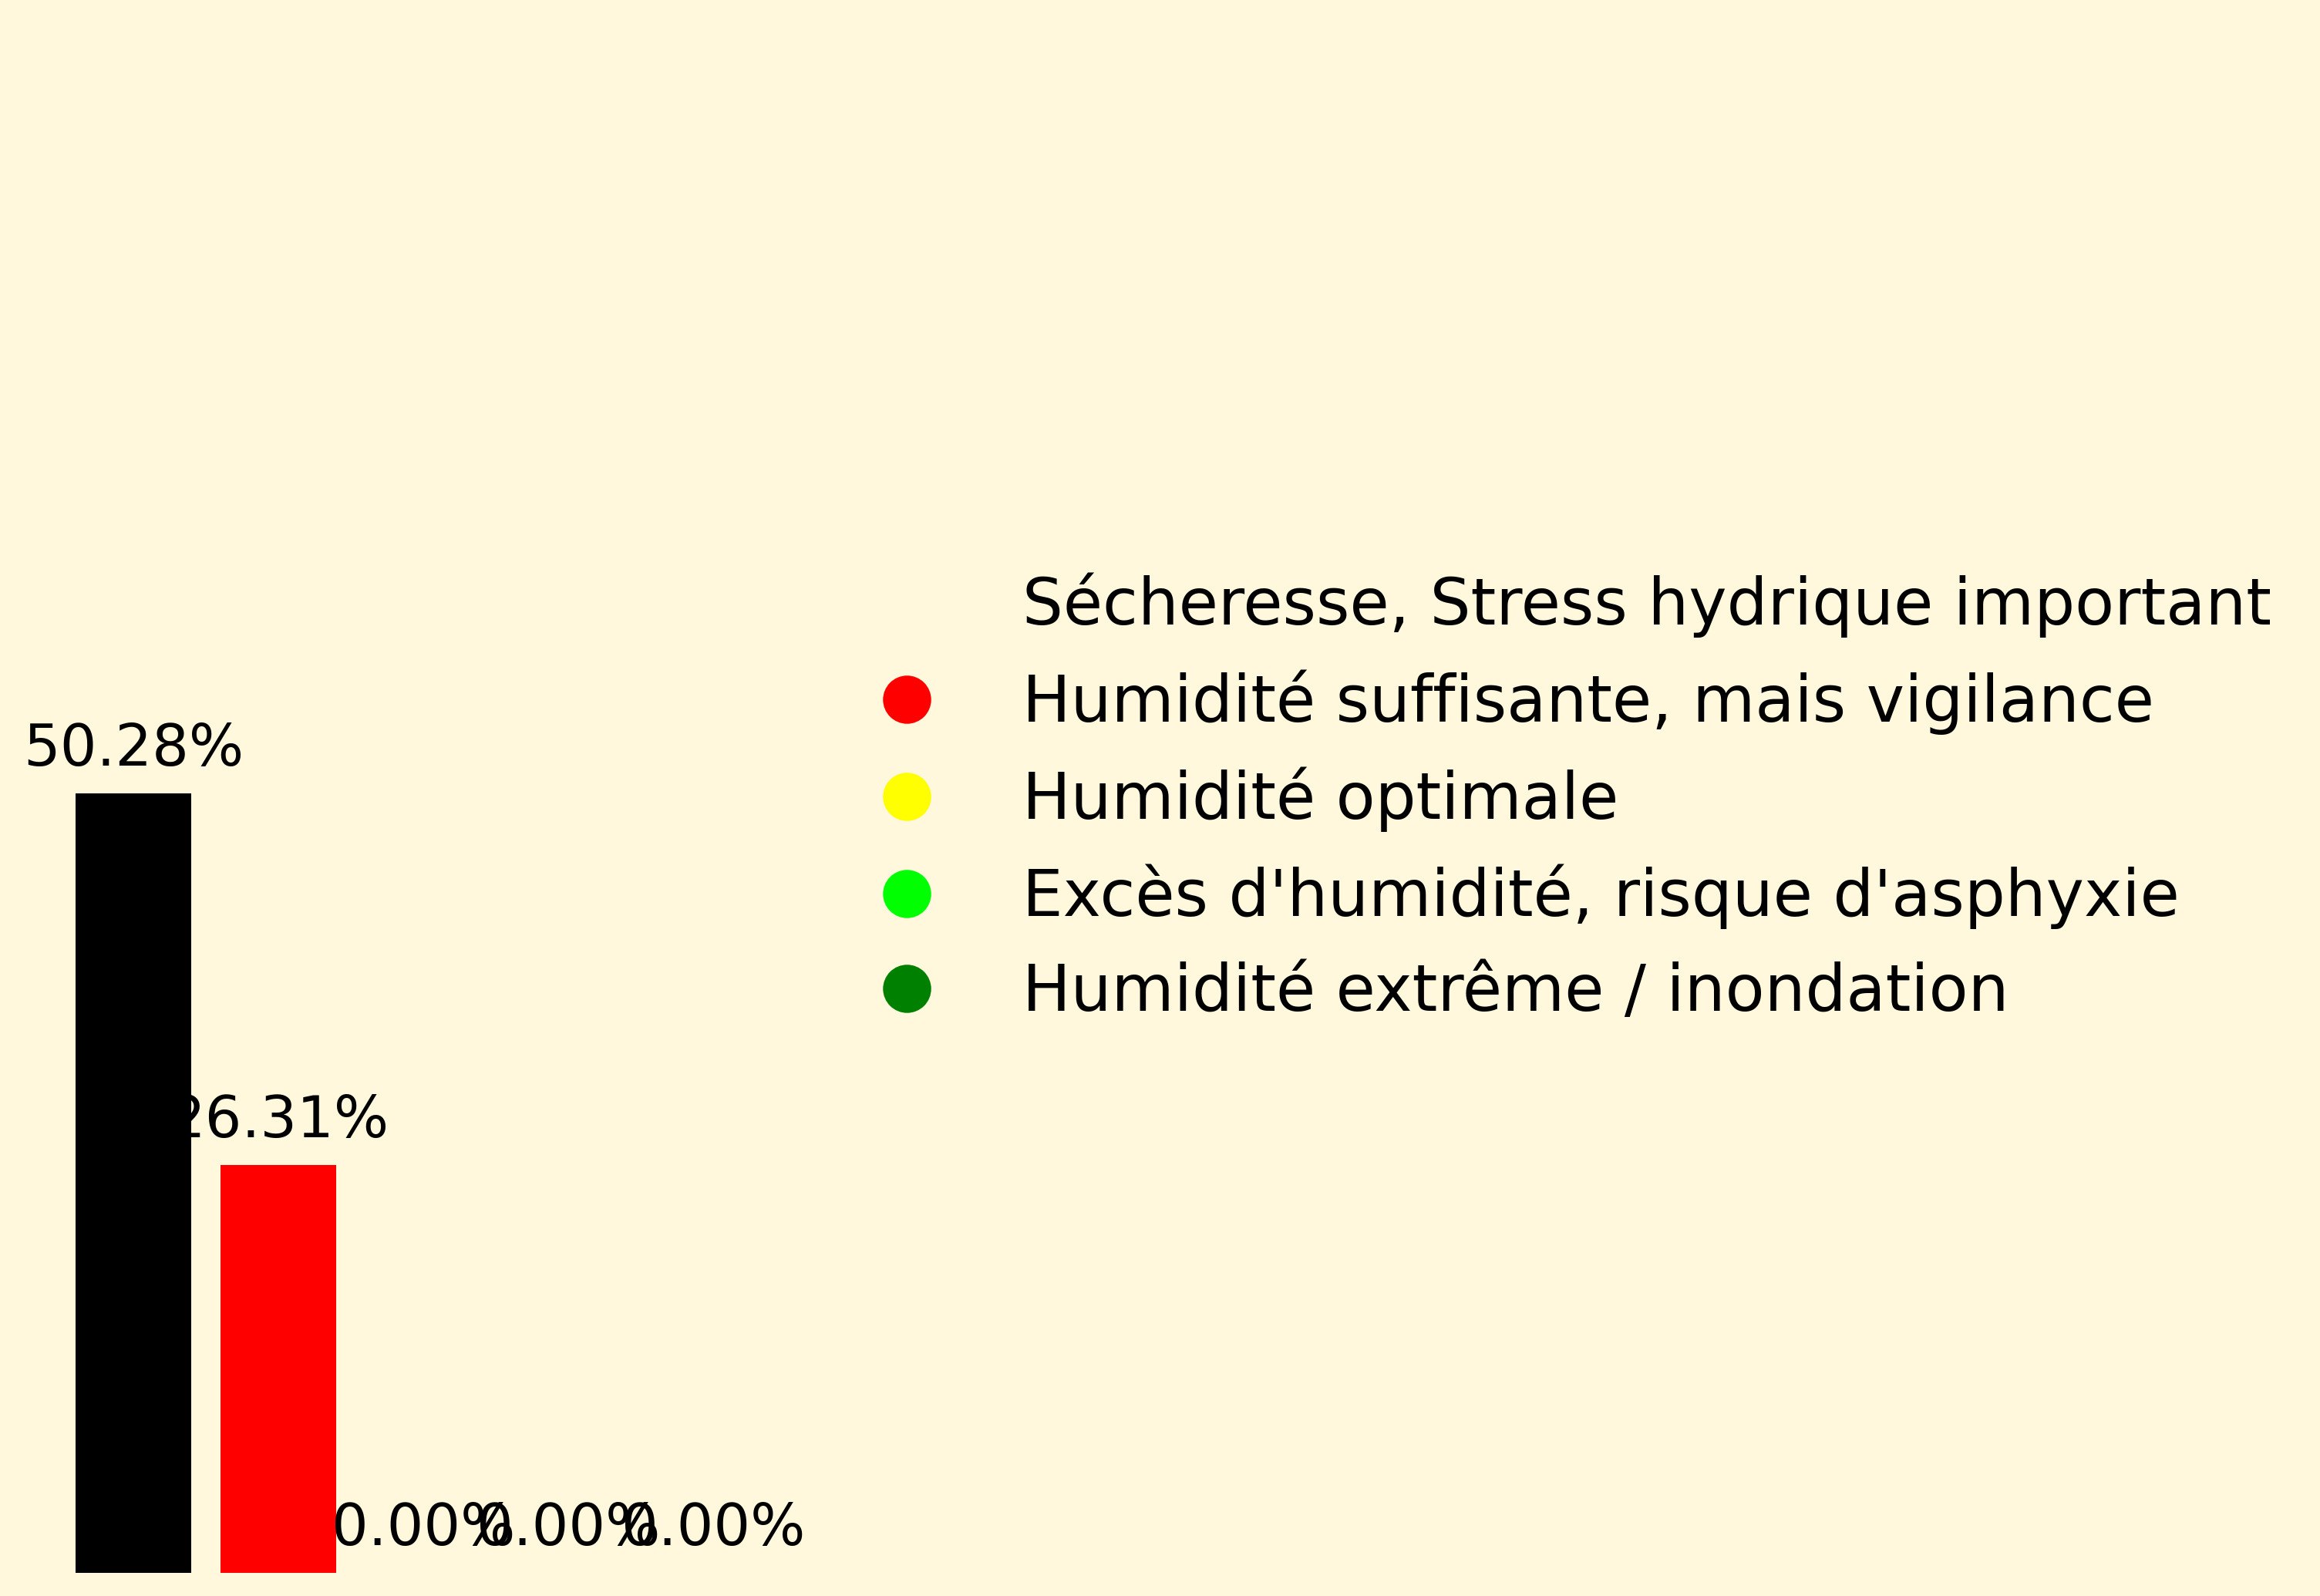 Sécheresse, Stress hydrique important
Humidité suffisante, mais vigilance
50.28%
Humidité optimale
Excès d'humidité, risque d'asphyxie
Humidité extrême / inondation
26.31%
0.00%
0.00%
0.00%